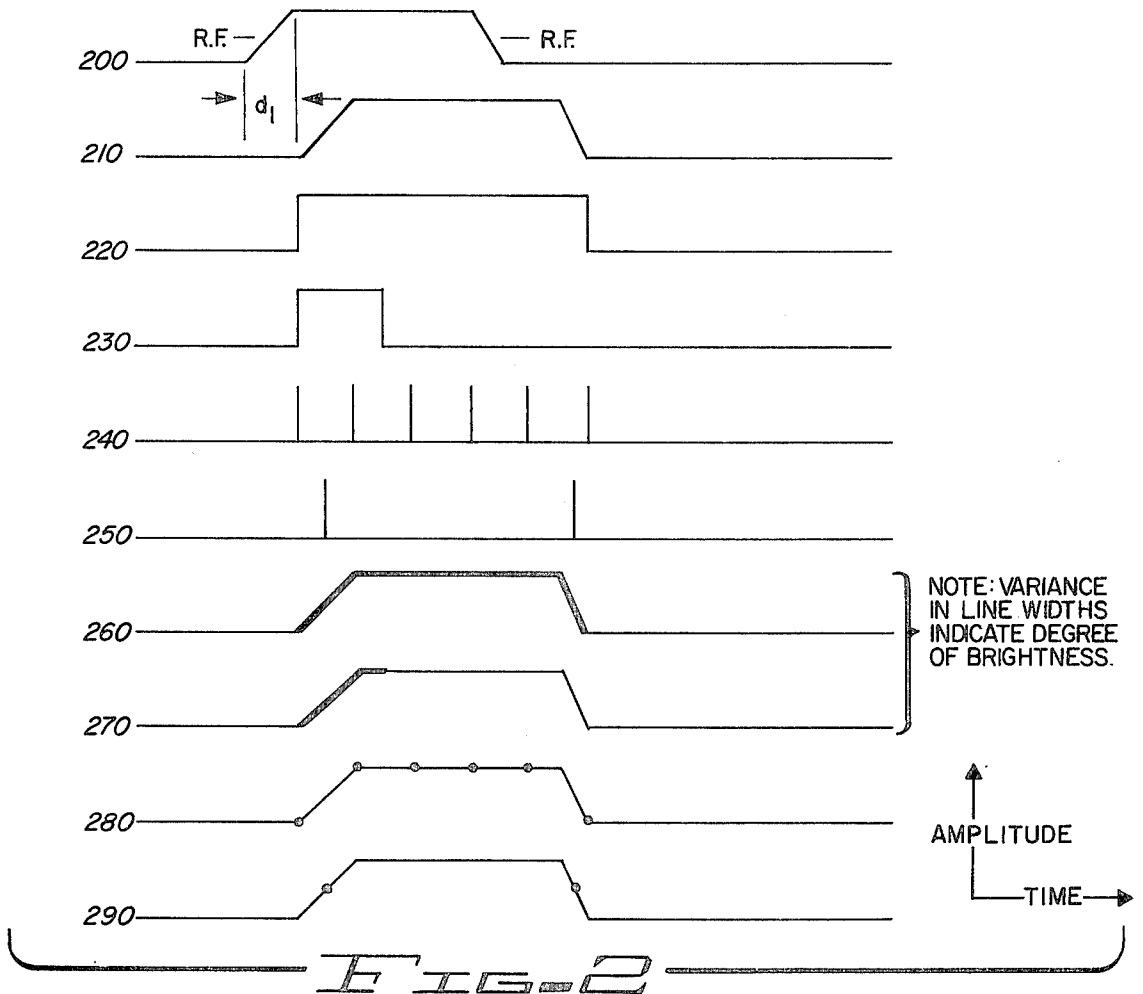 R.F. R.F.
200
d1
210
220
230
240
250
260
NOTE: VARIANCE
IN LINE WIDTHS
INDICATE DEGREE
OF BRIGHTNESS.
270
280
AMPLITUDE
TIME
290
FIG-2